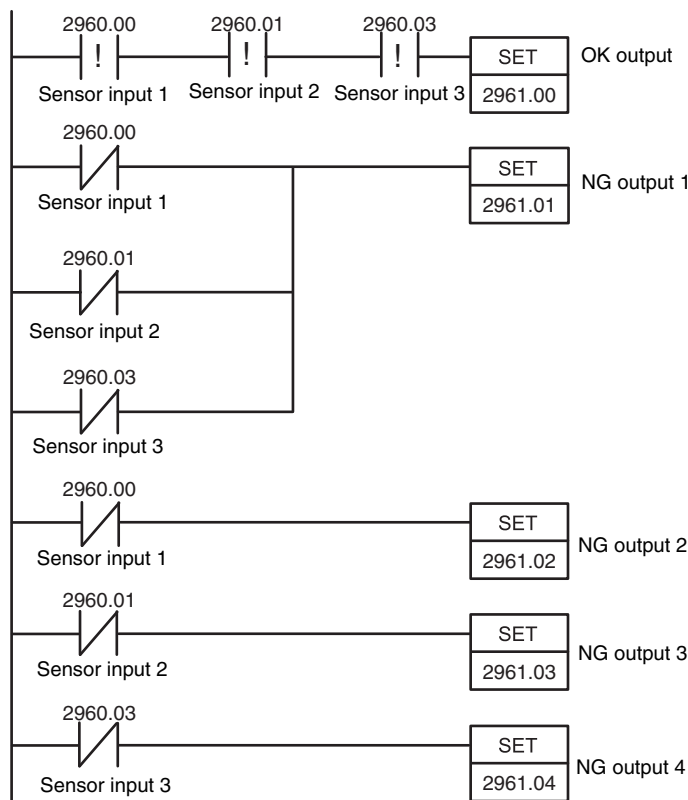 2960.00 2960.01 2960.03
! ! ! SET OK output
Sensor input 1 Sensor input 2 Sensor input 3 2961.00
2960.00
SET NG output 1
Sensor input 1 2961.01
2960.01
Sensor input 2
2960.03
Sensor input 3
2960.00
SET NG output 2
Sensor input 1 2961.02
2960.01
SET NG output 3
Sensor input 2 2961.03
2960.03
SET NG output 4
Sensor input 3 2961.04